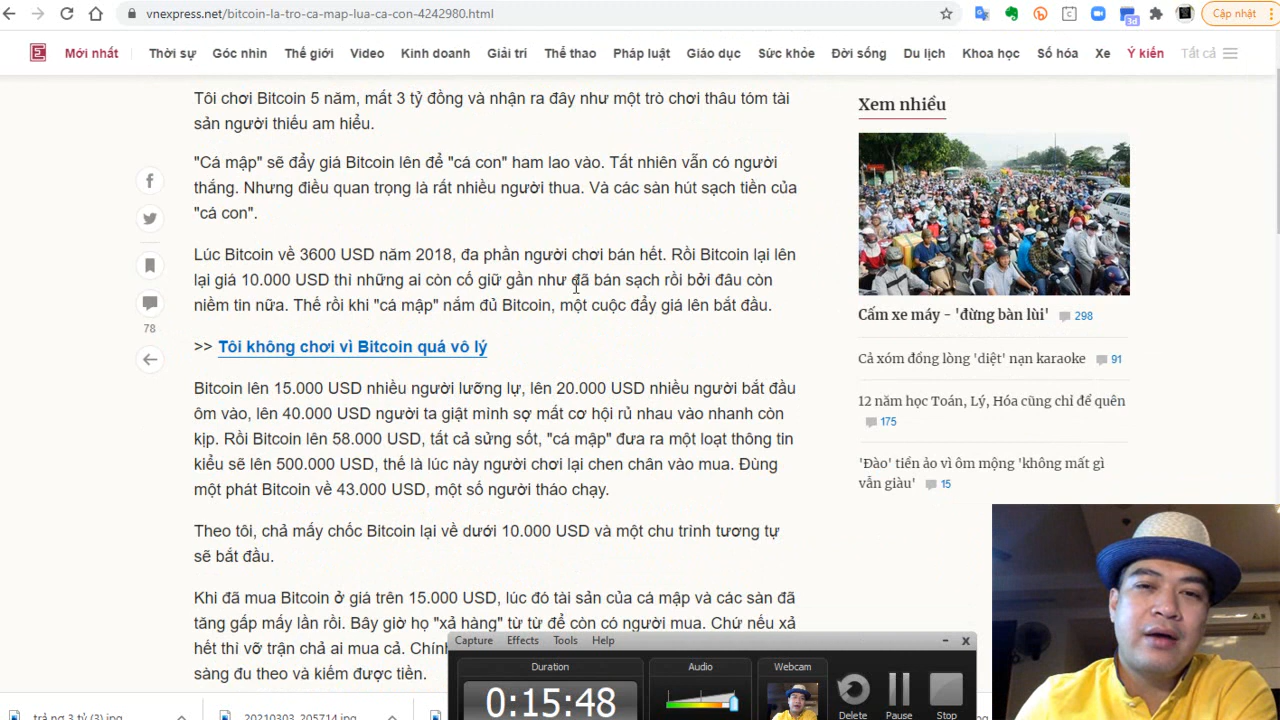 vnexpress.net/bitcoin-la-tro-ca-map-lua-ca-con-4242980.html
Cập nhật
3d
Mới nhất Thời sự Góc nhìn Thế giới Video Kinh doanh Giải trí Thể thao Pháp luật Giáo dục Sức khỏe Đời sống Du lịch Khoa học Số hóa Xe Ý kiến Tất cả
Tôi chơi Bitcoin 5 năm, mất 3 tỷ đồng và nhận ra đây như một trò chơi thâu tóm tài
sản người thiếu am hiểu.
"Cá mập" sẽ đẩy giá Bitcoin lên để "cá con" ham lao vào. Tất nhiên vẫn có người
thắng. Nhưng điều quan trọng là rất nhiều người thua. Và các sàn hút sạch tiền của
"cá con".
Lúc Bitcoin về 3600 USD năm 2018, đa phần người chơi bán hết. Rồi Bitcoin lại lên
lại giá 10.000 USD thì những ai còn cố giữ gần như đã bán sạch rồi bởi đâu còn
niềm tin nữa. Thế rồi khi "cá mập" nắm đủ Bitcoin, một cuộc đẩy giá lên bắt đầu.
>> Tôi không chơi vì Bitcoin quá vô lý
Bitcoin lên 15.000 USD nhiều người lưỡng lự, lên 20.000 USD nhiều người bắt đầu
ôm vào, lên 40.000 USD người ta giật mình sợ mất cơ hội rủ nhau vào nhanh còn
kịp. Rồi Bitcoin lên 58.000 USD, tất cả sửng sốt, "cá mập" đưa ra một loạt thông tin
kiểu sẽ lên 500.000 USD, thế là lúc này người chơi lại chen chân vào mua. Đùng
một phát Bitcoin về 43.000 USD, một số người tháo chạy.
Theo tôi, chả mấy chốc Bitcoin lại về dưới 10.000 USD và một chu trình tương tự
sẽ bắt đầu.
Khi đã mua Bitcoin ở giá trên 15.000 USD, lúc đó tài sản của cá mập và các sàn đã
tăng gấp mấy lần rồi. Bây giờ họ "xả hàng" từ từ để còn có người mua. Chứ nếu xả
hết thì vỡ trận chả ai mua cả. Chính
sàng đu theo và kiếm được tiền.
78
Xem nhiều
Cấm xe máy - 'đừng bàn lùi' 298
Cả xóm đồng lòng 'diệt' nạn karaoke 91
12 năm học Toán, Lý, Hóa cũng chỉ để quên
175
'Đào' tiền ảo vì ôm mộng 'không mất gì
vẫn giàu' 15
Capture Effects Tools Help
Duration Audio Webcam
0:15:48
Delete Pause Stop
trả ng 3 tỷ (3).jpg 20210303_205714.jpg